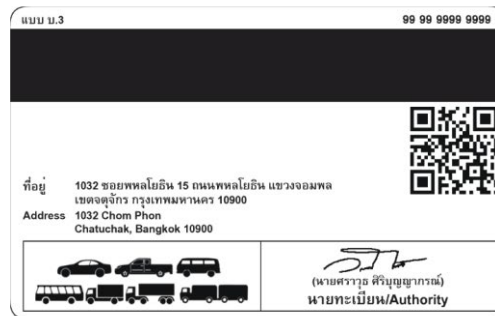 แบบ บ.3 99 99 9999 9999
ที่อยู่ 1032 ซอยพหลโยธิน 15 ถนนพหลโยธิน แขวงจอมพล
เขตจตุจักร กรุงเทพมหานคร 10900
Address 1032 Chom Phon
Chatuchak, Bangkok 10900
(นายศราวุธ ศิริบุญญาภรณ์)
นายทะเบียน/Authority